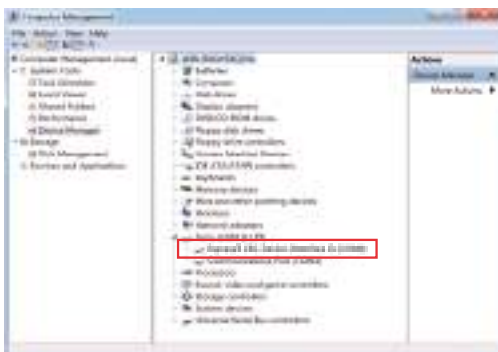 Computer Management
File Action View Help
Computer Management (Local)
System Tools
Task Scheduler
Event Viewer
Shared Folders
Performance
Device Manager
Storage
Disk Management
Services and Applications
Batteries
Computer
Disk drives
Display adapters
DVD/CD-ROM drives
Floppy disk drives
Floppy drive controllers
Human Interface Devices
IDE ATA/ATAPI controllers
Keyboards
Memory devices
Mice and other pointing devices
Monitors
Network adapters
Ports (COM & LPT)
Processors
Sound, video and game controllers
Storage controllers
System devices
Universal Serial Bus controllers
Actions
Device Manager
More Actions